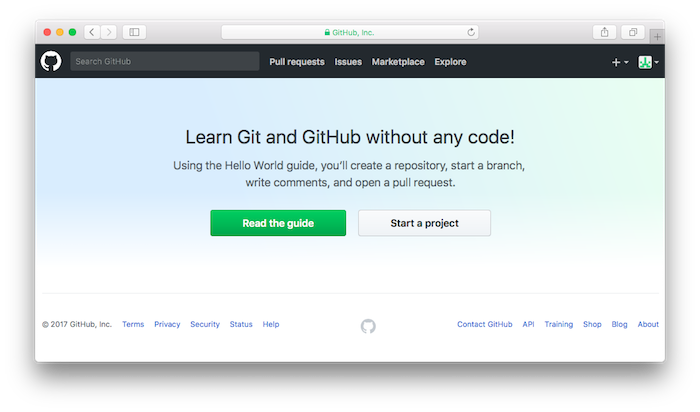 GitHub, Inc.
Search GitHub
Pull requests Issues Marketplace Explore
Learn Git and GitHub without any code!
Using the Hello World guide, you’ll create a repository, start a branch,
write comments, and open a pull request.
Read the guide Start a project
© 2017 GitHub, Inc. Terms Privacy Security Status Help Contact GitHub API Training Shop Blog About